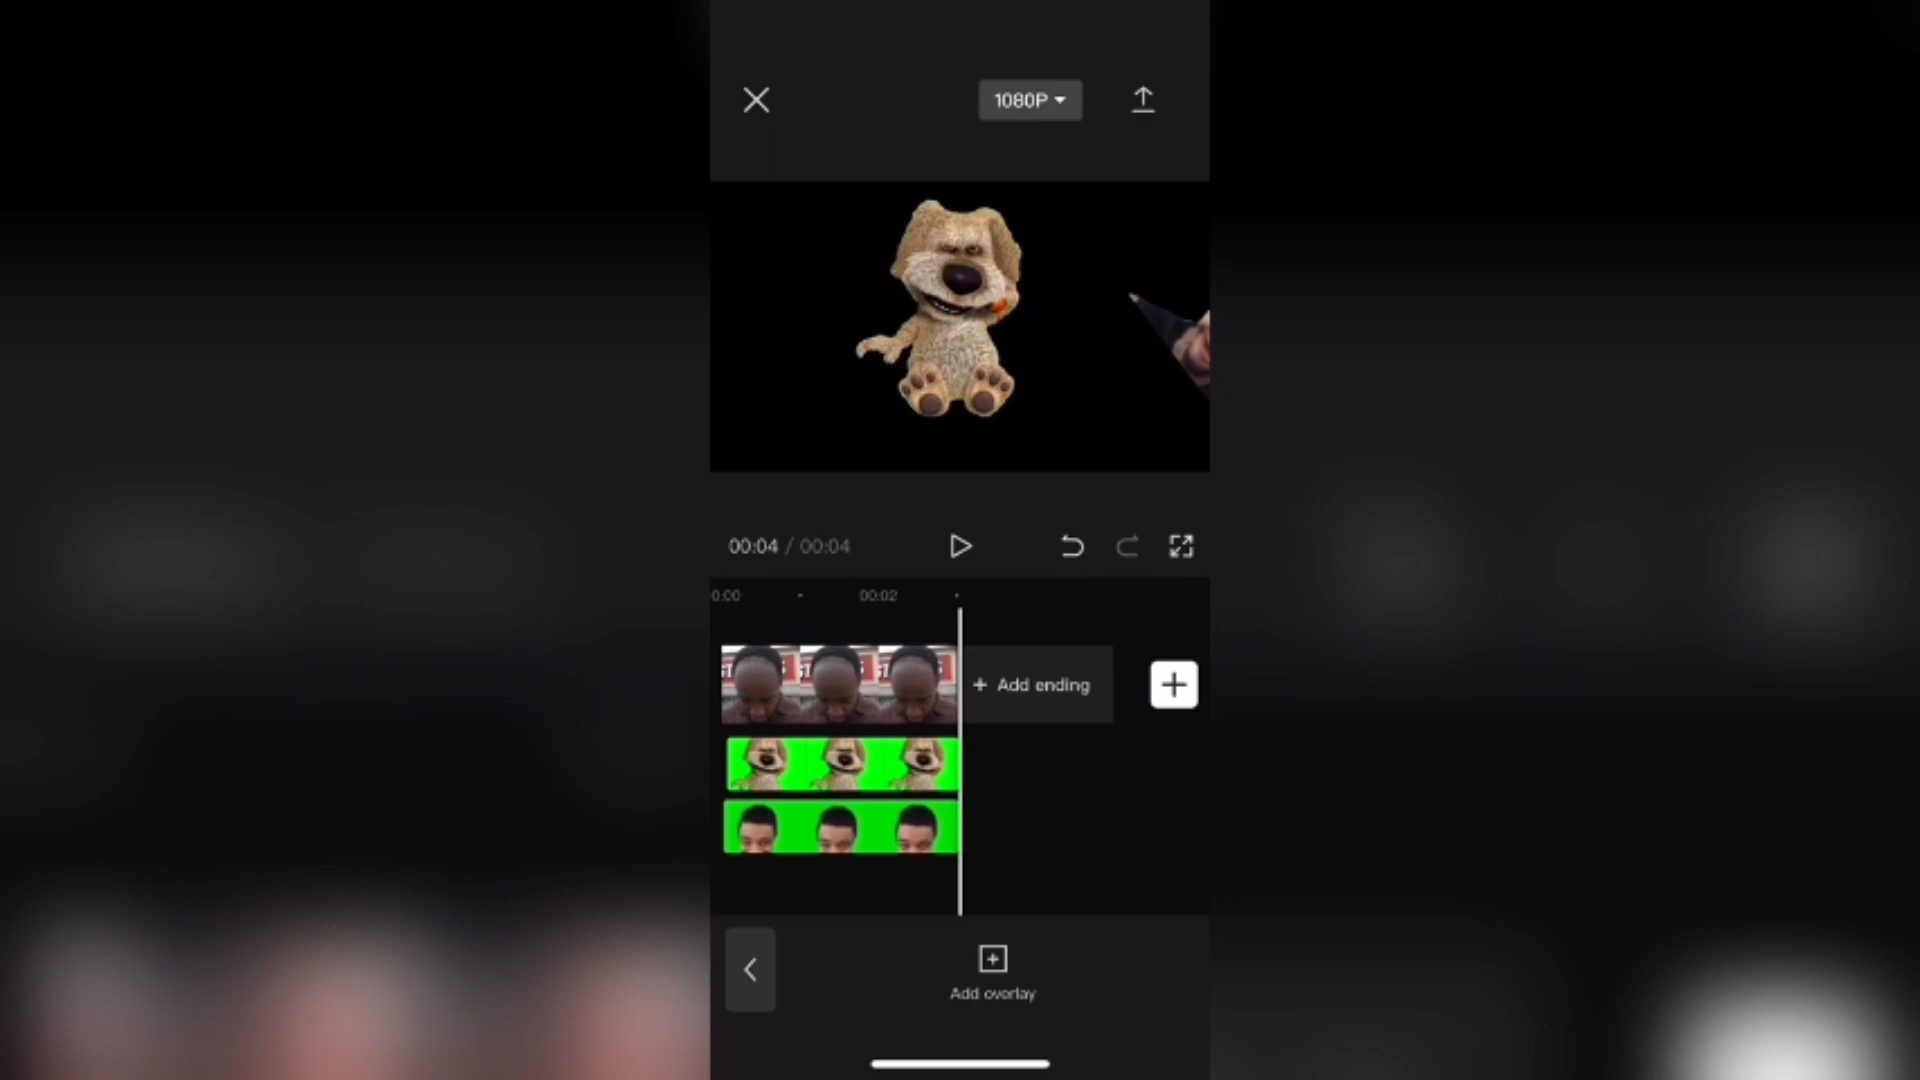 1080P
00:04 / 00:04
0:00
00:02
+ Add ending
Add overlay